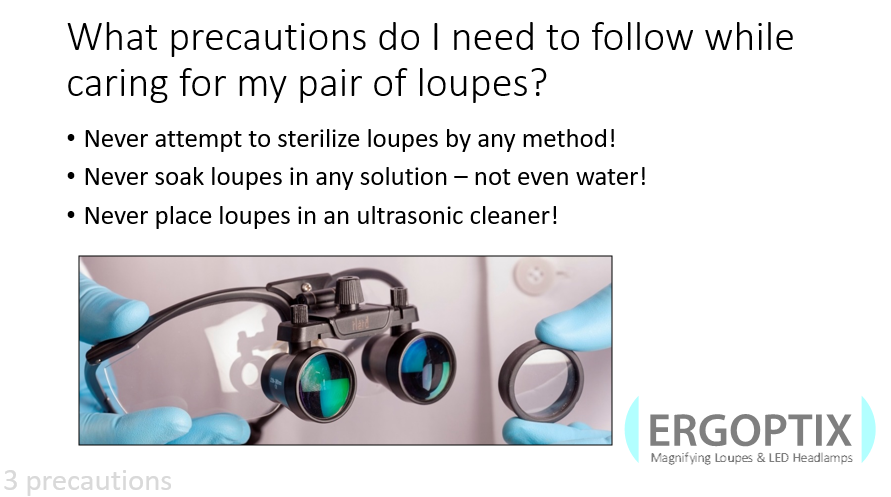 What precautions do I need to follow while
caring for my pair of loupes?
• Never attempt to sterilize loupes by any method!
• Never soak loupes in any solution – not even water!
• Never place loupes in an ultrasonic cleaner!
ERGOPTIX
Magnifying Loupes & LED Headlamps
3 precautions